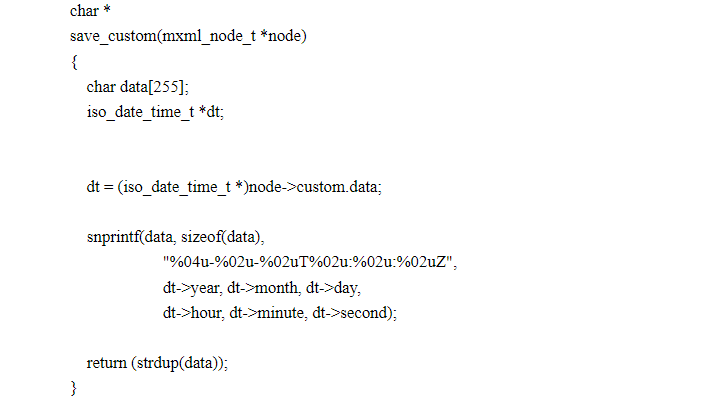 char *
save_custom(mxml_node_t *node)
{
char data[255];
iso_date_time_t *dt;
dt = (iso_date_time_t *)node->custom.data;
snprintf(data, sizeof(data),
"%04u-%02u-%02uT%02u:%02u:%02uZ",
dt->year, dt->month, dt->day,
dt->hour, dt->minute, dt->second);
return (strdup(data));
}